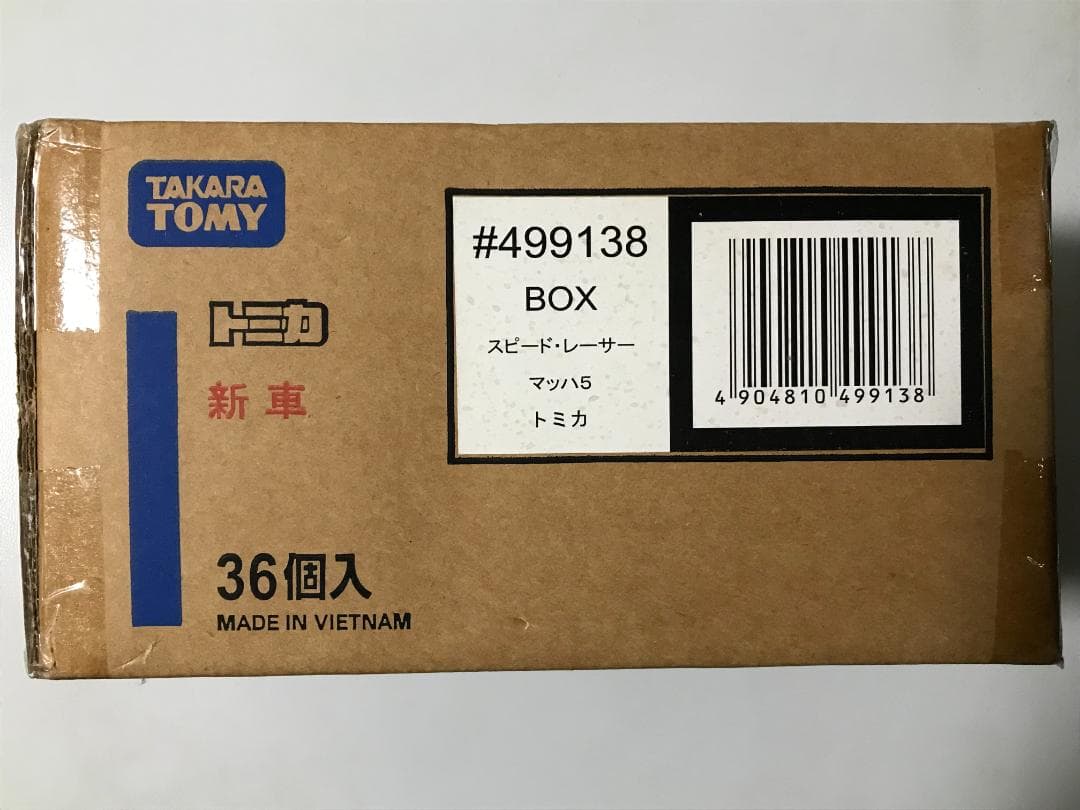 TAKARA
TOMY
トミカ
新車
36個入
MADE IN VIETNAM
#499138
BOX
スピード・レーサー
マッハ5
トミカ
4 904810 499138